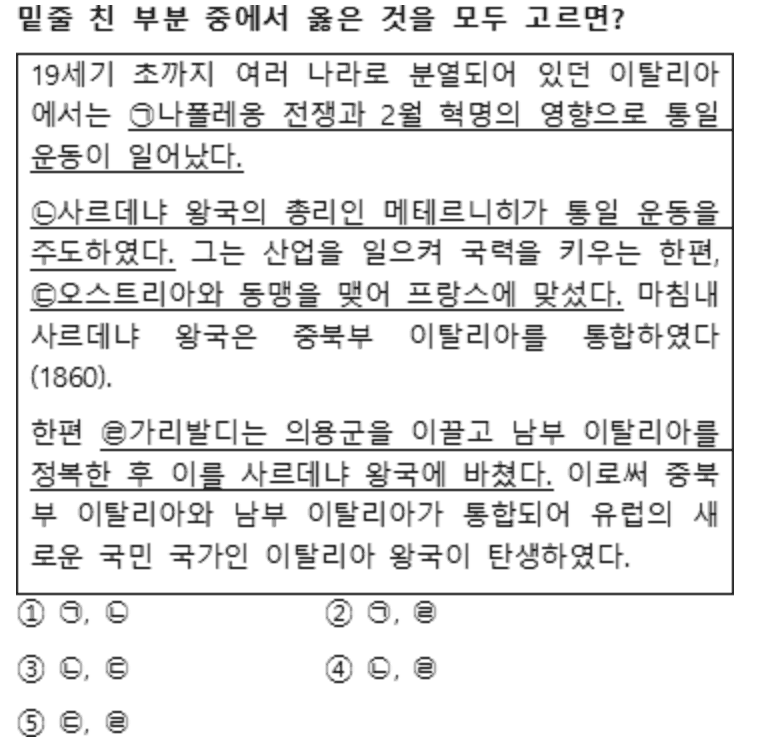 밑줄 친 부분 중에서 옳은 것을 모두 고르면?
19세기 초까지 여러 나라로 분열되어 있던 이탈리아
에서는 ㉠나폴레옹 전쟁과 2월 혁명의 영향으로 통일
운동이 일어났다.
㉡사르데냐 왕국의 총리인 메테르니히가 통일 운동을
주도하였다. 그는 산업을 일으켜 국력을 키우는 한편,
㉢오스트리아와 동맹을 맺어 프랑스에 맞섰다. 마침내
사르데냐 왕국은 중북부 이탈리아를 통합하였다
(1860).
한편 ㉣가리발디는 의용군을 이끌고 남부 이탈리아를
정복한 후 이를 사르데냐 왕국에 바쳤다. 이로써 중북
부 이탈리아와 남부 이탈리아가 통합되어 유럽의 새
로운 국민 국가인 이탈리아 왕국이 탄생하였다.
① ㉠, ㉡ ② ㉠, ㉣
③ ㉡, ㉢ ④ ㉡, ㉣
⑤ ㉢, ㉣